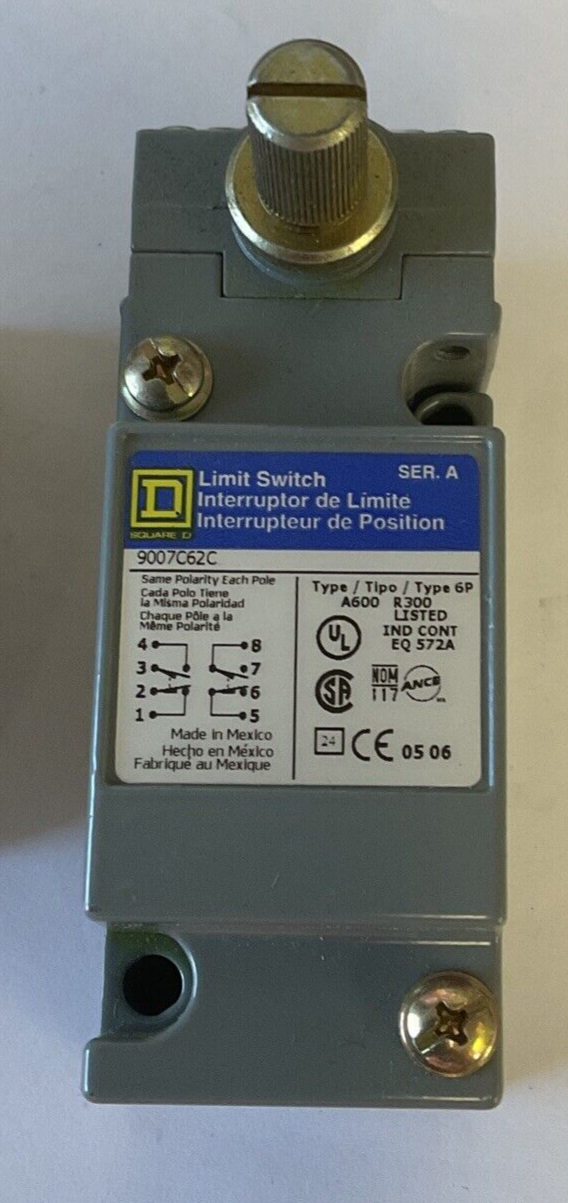 D
SQUARE D
Limit Switch
SER. A
Interruptor de Límite
Interrupteur de Position
9007C62C
Same Polarity Each Pole
Cada Polo Tiene
la Misma Polaridad
Chaque Pôle a la
Même Polarité
4 8
3 7
2 6
1 5
Made in Mexico
Hecho en México
Fabriqué au Mexique
Type / Tipo / Type 6P
A600 R300
LISTED
IND CONT
EQ 572A
UL
SA
NOM
117
ANCE
24
CE
05 06